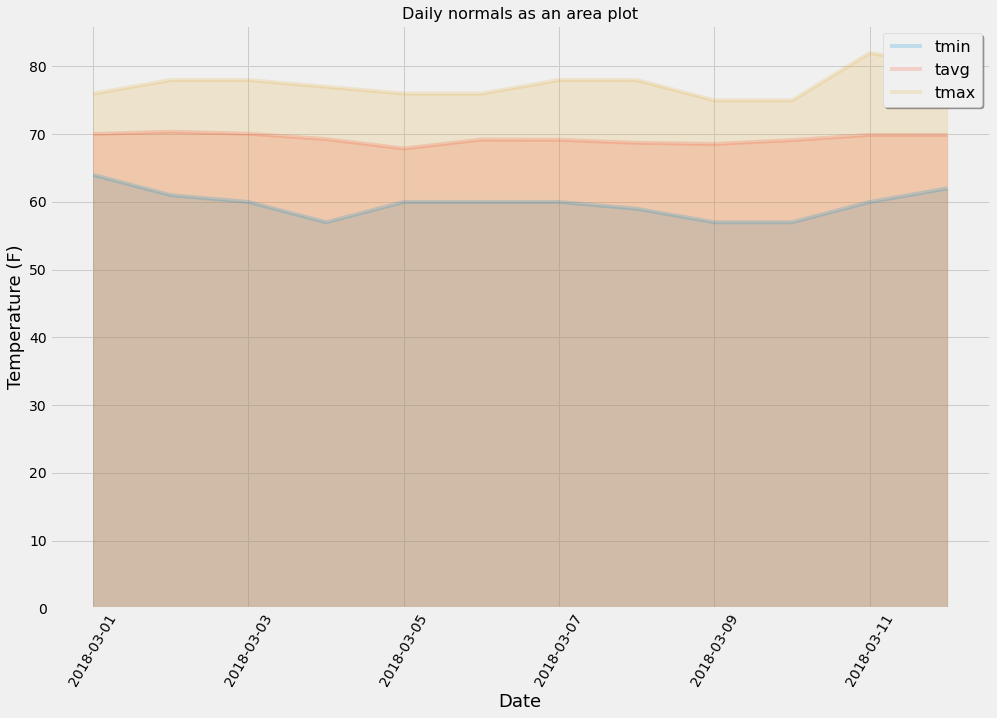 Daily normals as an area plot
tmin
tavg
tmax
Temperature (F)
80
70
60
50
40
30
20
10
0
2018-03-01
2018-03-03
2018-03-05
2018-03-07
2018-03-09
2018-03-11
Date